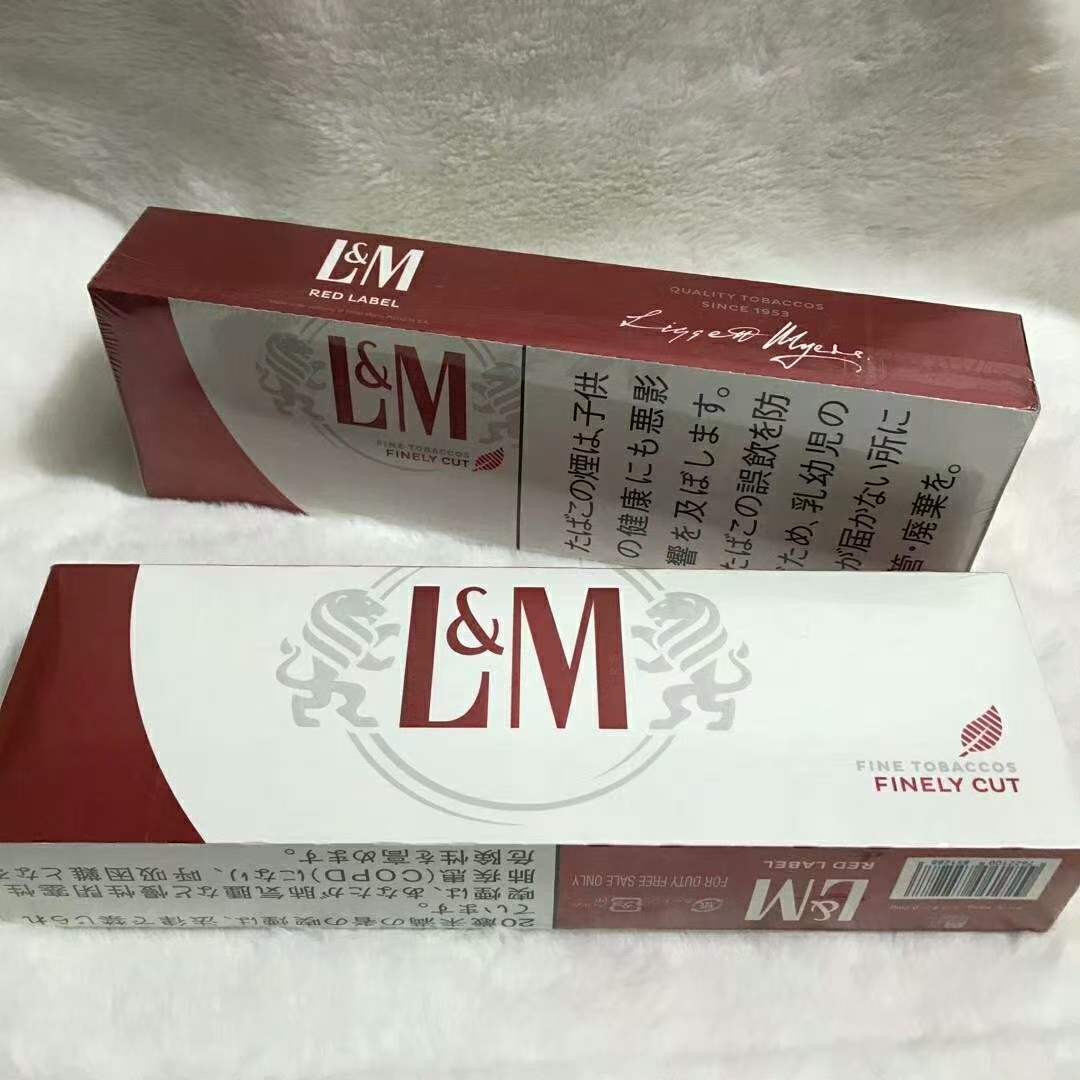 L&M
RED LABEL
QUALITY TOBACCOS
SINCE 1953
Liggett Myers
L&M
FINE TOBACCOS
FINELY CUT
たばこの煙は、子供
の健康にも悪影
響を及ぼします。
たばこの誤飲を防
ため、乳幼児の
が届かない所に
・廃棄を。
L&M
FINE TOBACCOS
FINELY CUT
20歳未満の者の喫煙は、法律で禁じられ
ています。
喫煙は、あなたが肺気腫など慢性閉塞性
肺疾患(COPD)になり、呼吸困難となる
危険性を高めます。
FOR DUTY FREE SALE ONLY
L&M
RED LABEL